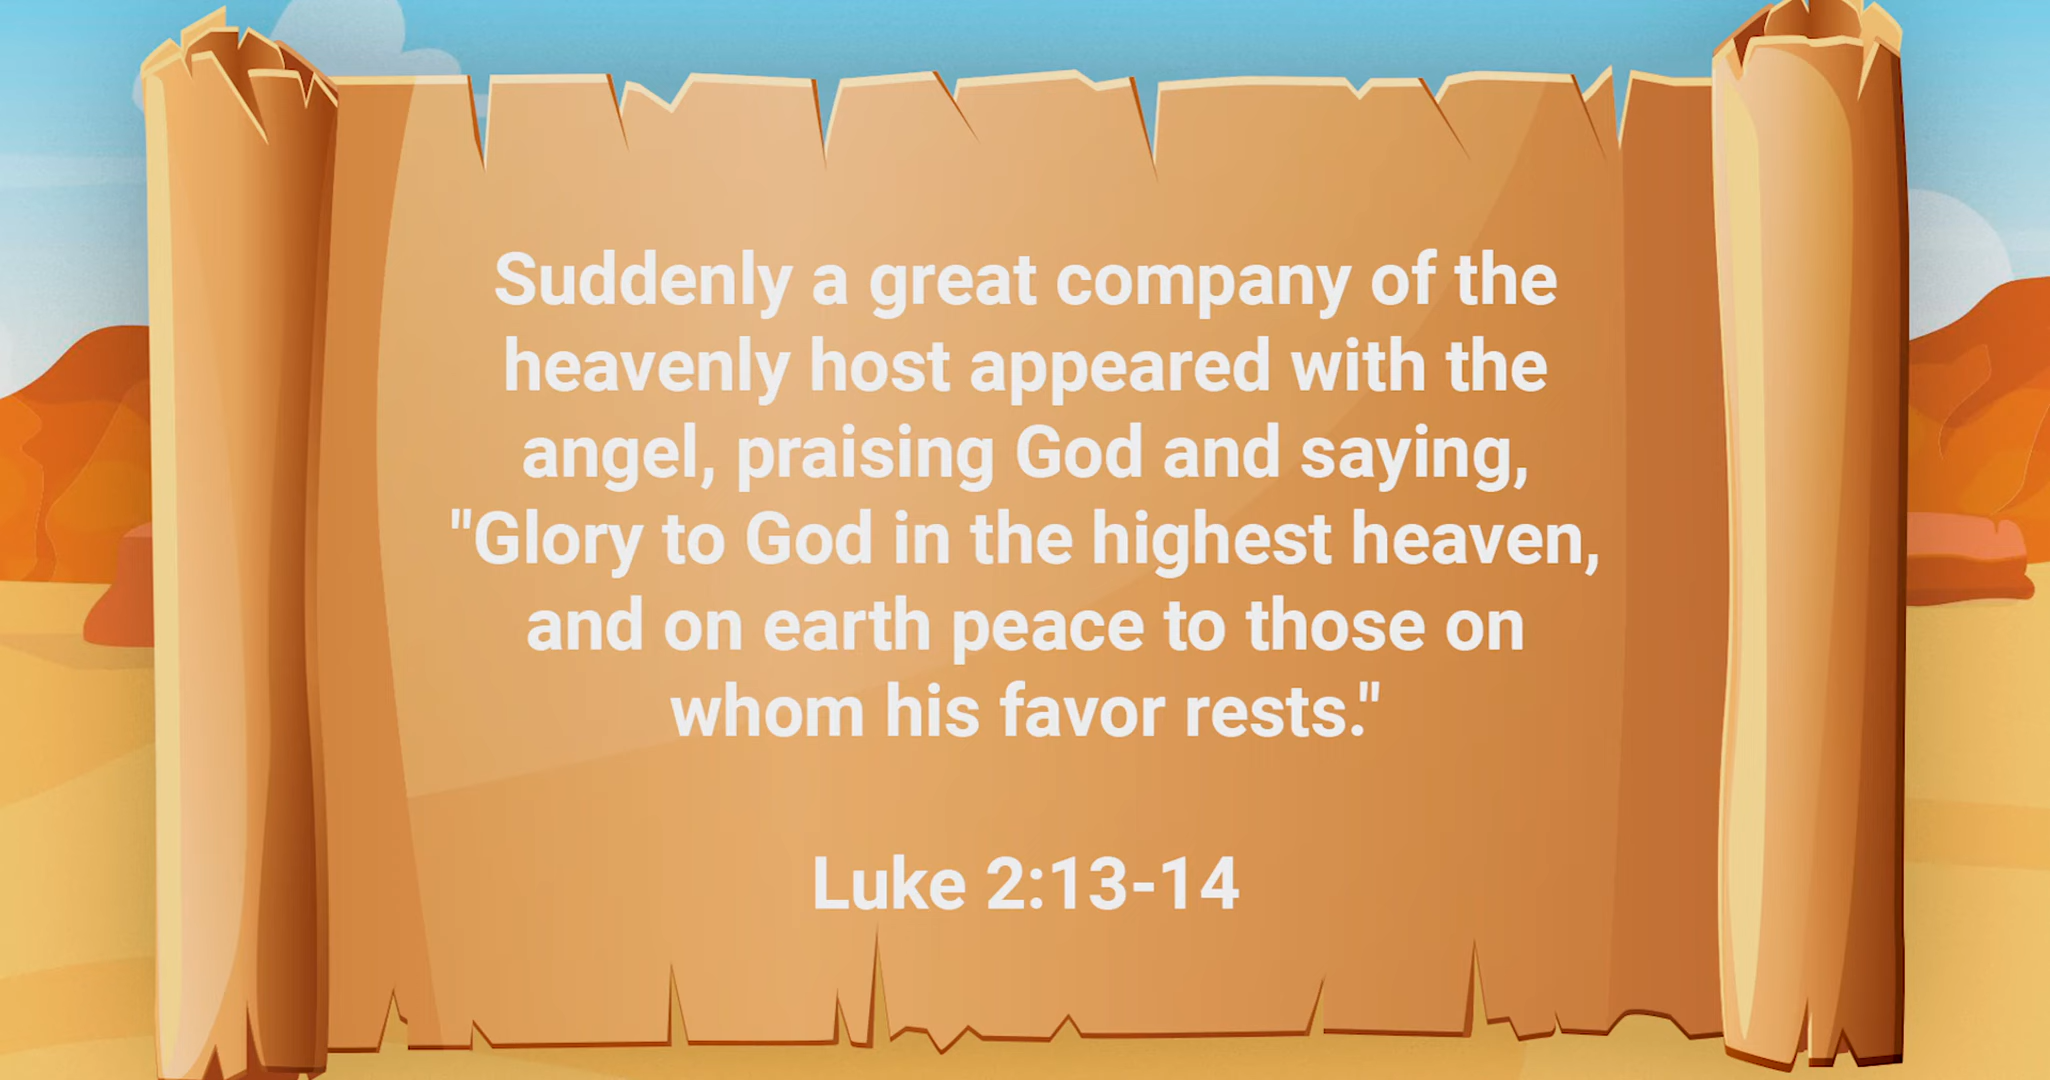 Suddenly a great company of the
heavenly host appeared with the
angel, praising God and saying,
"Glory to God in the highest heaven,
and on earth peace to those on
whom his favor rests."
Luke 2:13-14